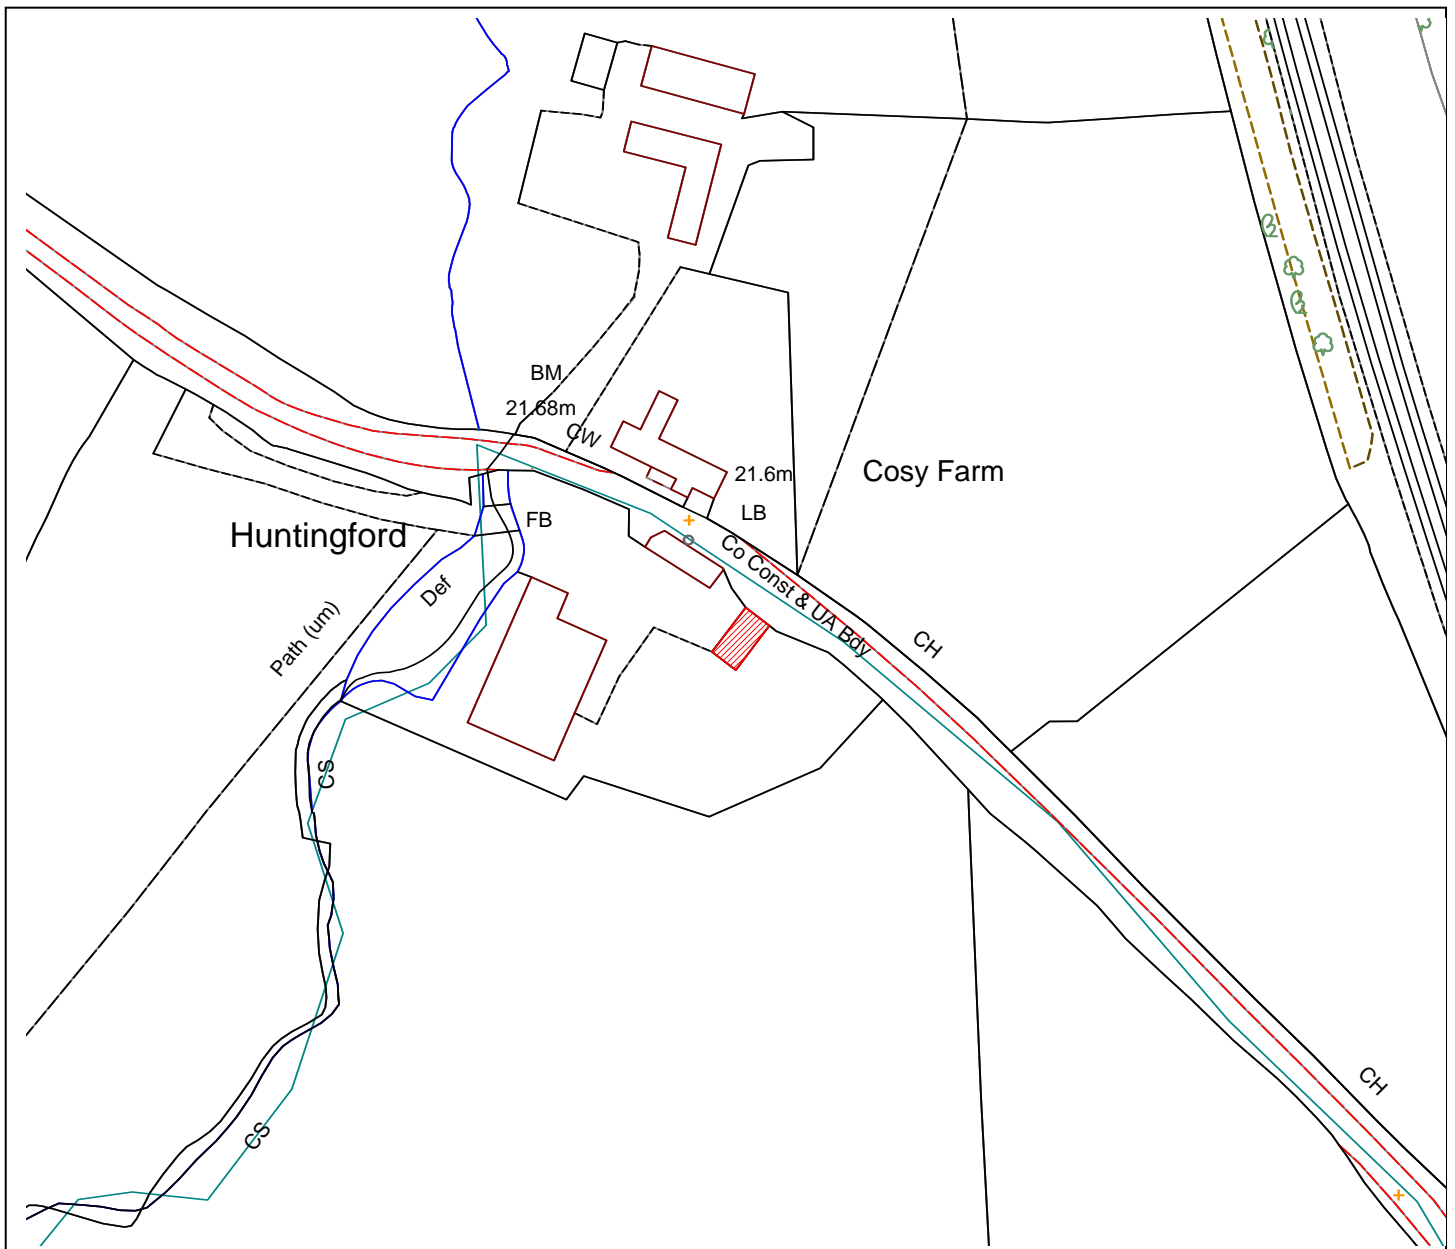 BM
21.68m
CW
Cosy Farm
21.6m
LB
FB
Huntingford
Co Const & UA Bdy
Def
Path (um)
CH
CS
CH
CS